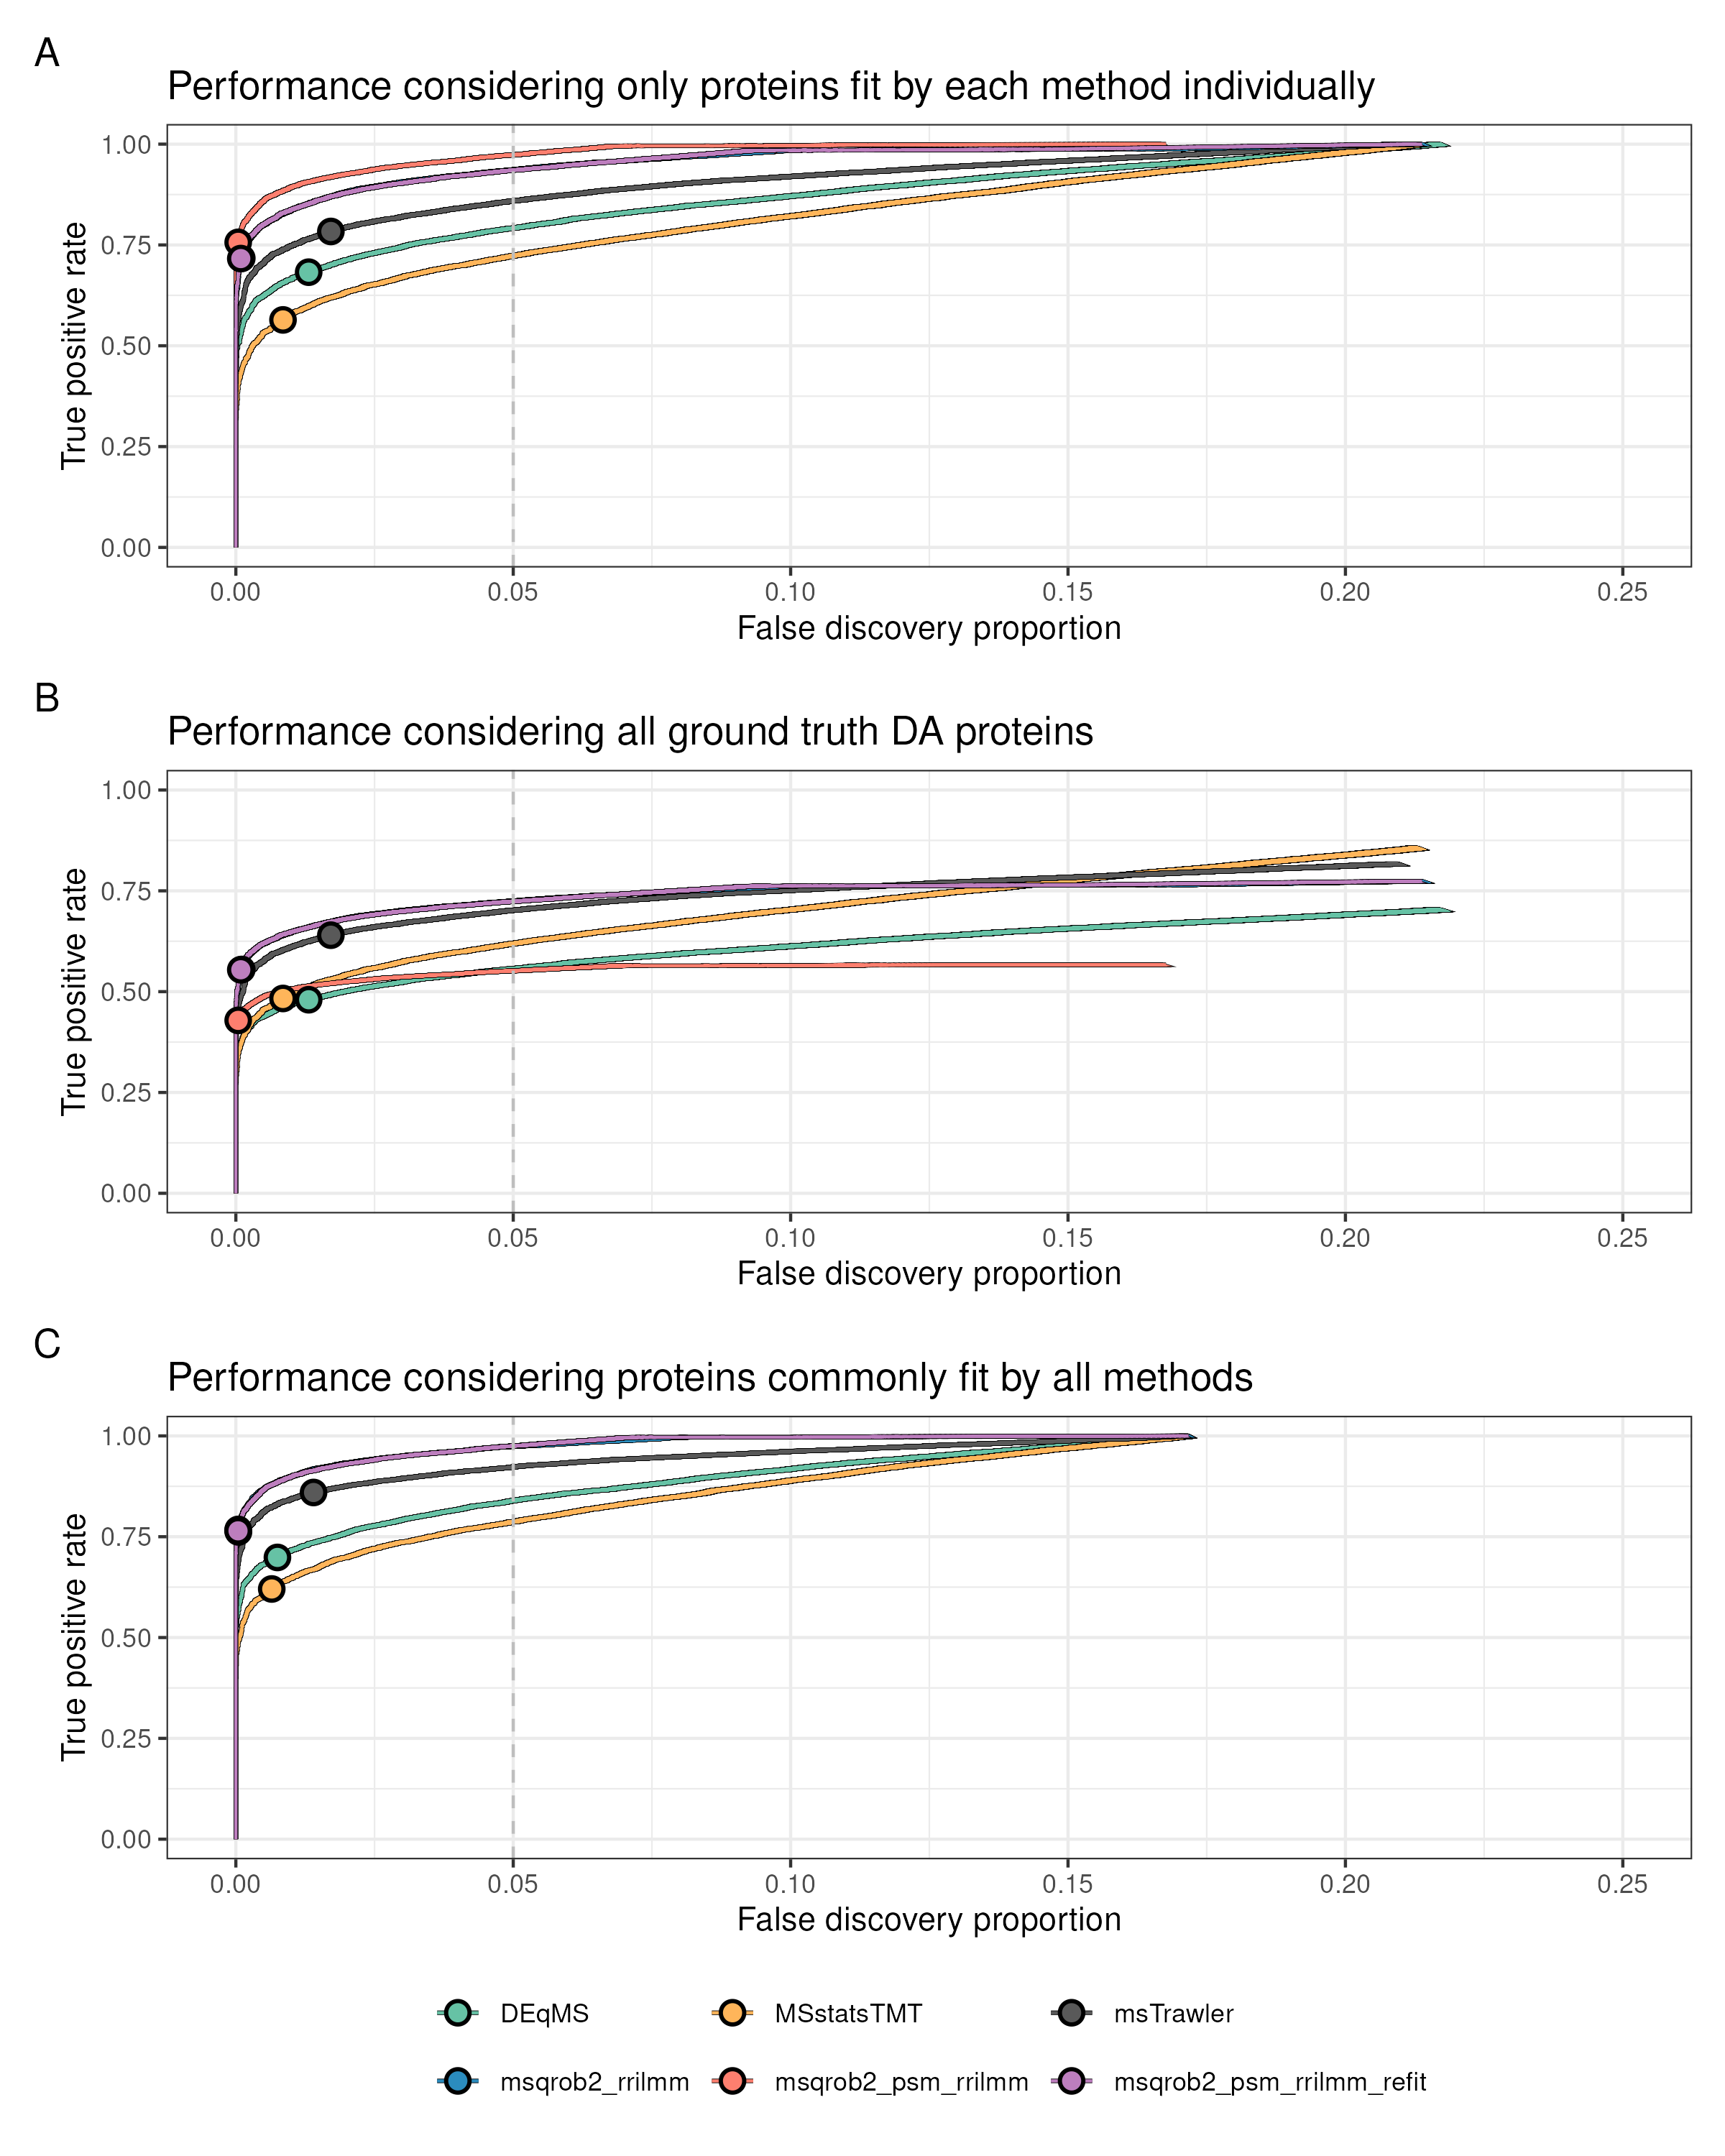 A
Performance considering only proteins fit by each method individually
1.00
0.75
0.50
0.25
0.00
True positive rate
0.00 0.05 0.10 0.15 0.20 0.25
False discovery proportion
B
Performance considering all ground truth DA proteins
1.00
0.75
0.50
0.25
0.00
True positive rate
0.00 0.05 0.10 0.15 0.20 0.25
False discovery proportion
C
Performance considering proteins commonly fit by all methods
1.00
0.75
0.50
0.25
0.00
True positive rate
0.00 0.05 0.10 0.15 0.20 0.25
False discovery proportion
DEqMS MSstatsTMT msTrawler
msqrob2_rrilmm msqrob2_psm_rrilmm msqrob2_psm_rrilmm_refit